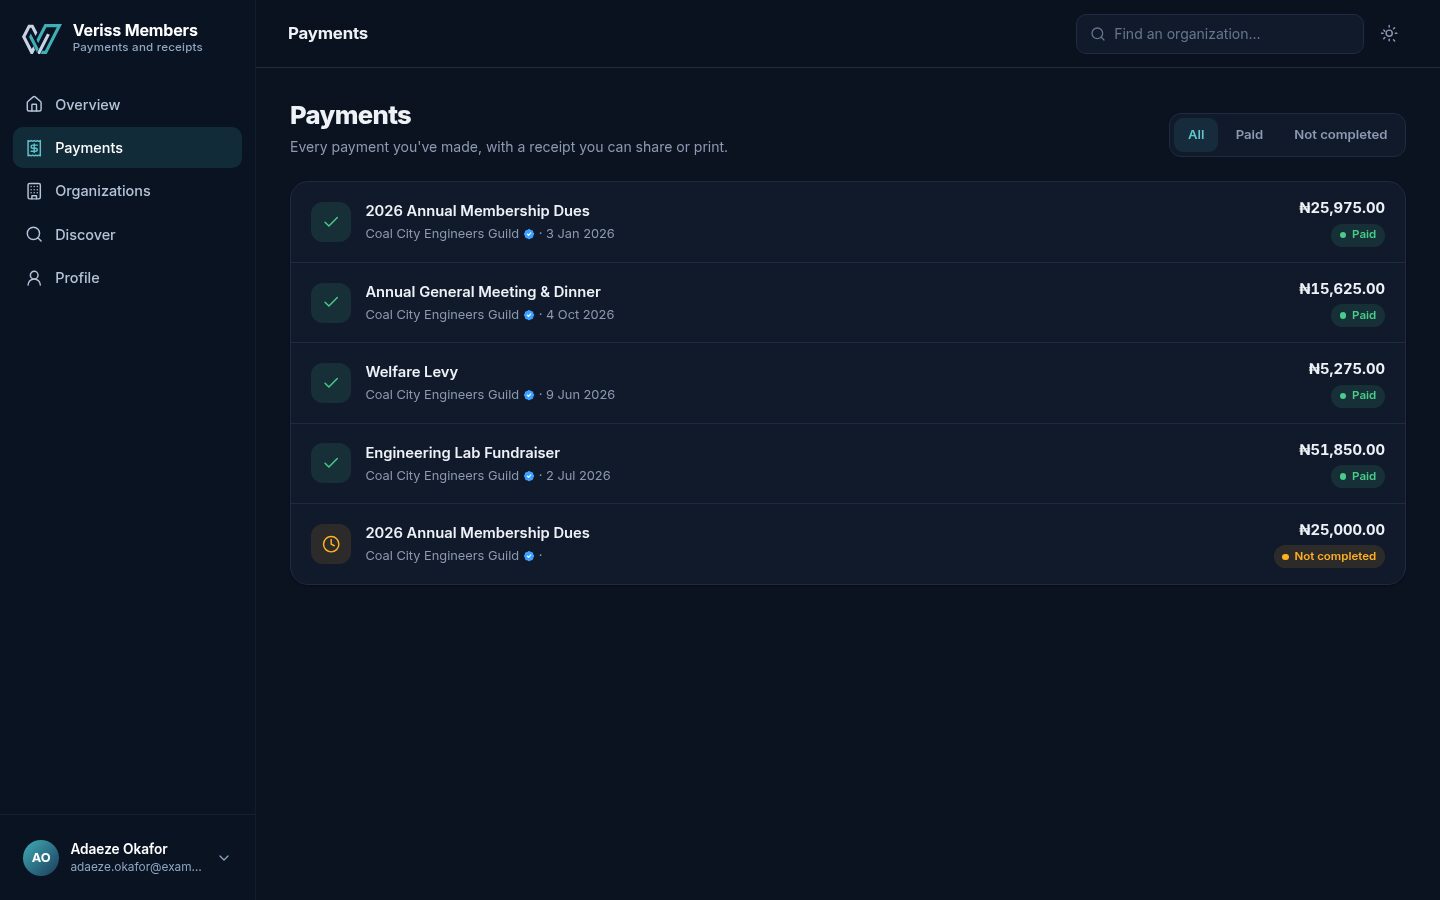 Veriss Members
Payments and receipts
Overview
Payments
Organizations
Discover
Profile
Adaeze Okafor
adaeze.okafor@exam...
AO
Payments
Find an organization...
Payments
Every payment you've made, with a receipt you can share or print.
All
Paid
Not completed
2026 Annual Membership Dues
Coal City Engineers Guild · 3 Jan 2026
₦25,975.00
Paid
Annual General Meeting & Dinner
Coal City Engineers Guild · 4 Oct 2026
₦15,625.00
Paid
Welfare Levy
Coal City Engineers Guild · 9 Jun 2026
₦5,275.00
Paid
Engineering Lab Fundraiser
Coal City Engineers Guild · 2 Jul 2026
₦51,850.00
Paid
2026 Annual Membership Dues
Coal City Engineers Guild ·
₦25,000.00
Not completed